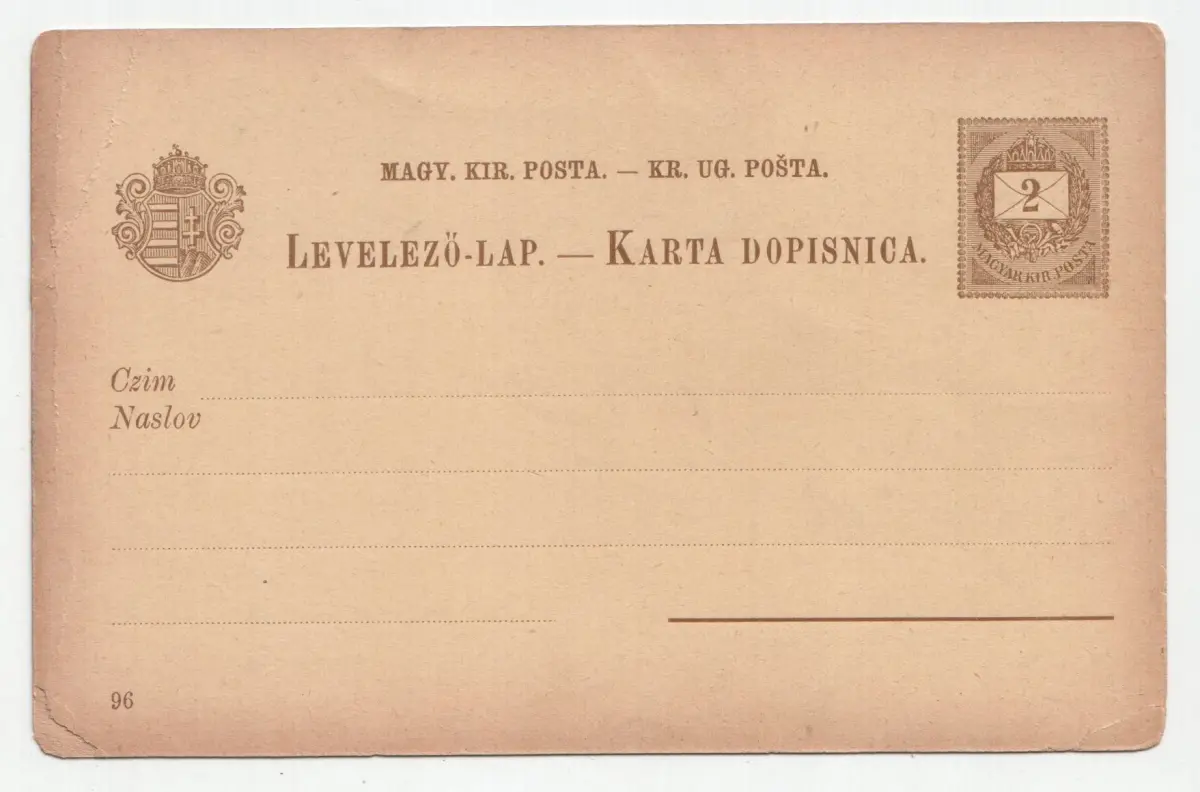 MAGY. KIR. POSTA. — KR. UG. POŠTA.
LEVELEZŐ-LAP. — KARTA DOPISNICA.
2
MAGYAR KIR. POSTA
Czim
Naslov
96